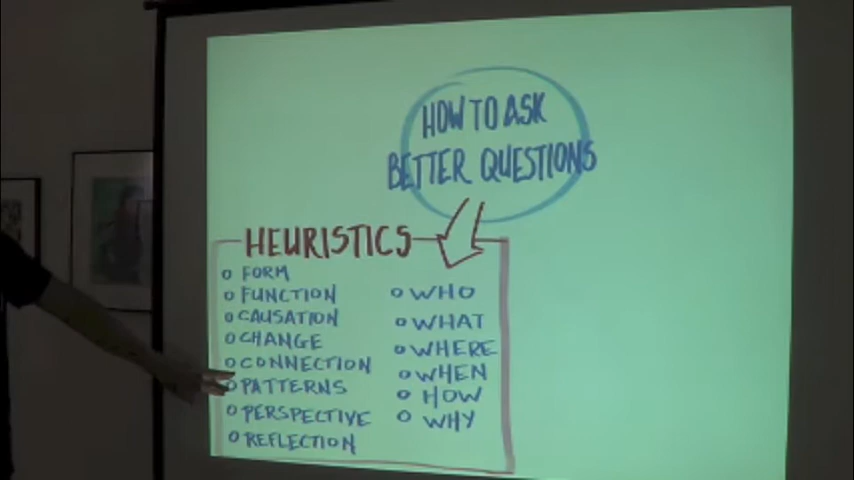 HOW TO ASK
BETTER QUESTIONS
HEURISTICS
FORM
FUNCTION
CAUSATION
CHANGE
CONNECTION
PATTERNS
PERSPECTIVE
REFLECTION
WHO
WHAT
WHERE
WHEN
HOW
WHY